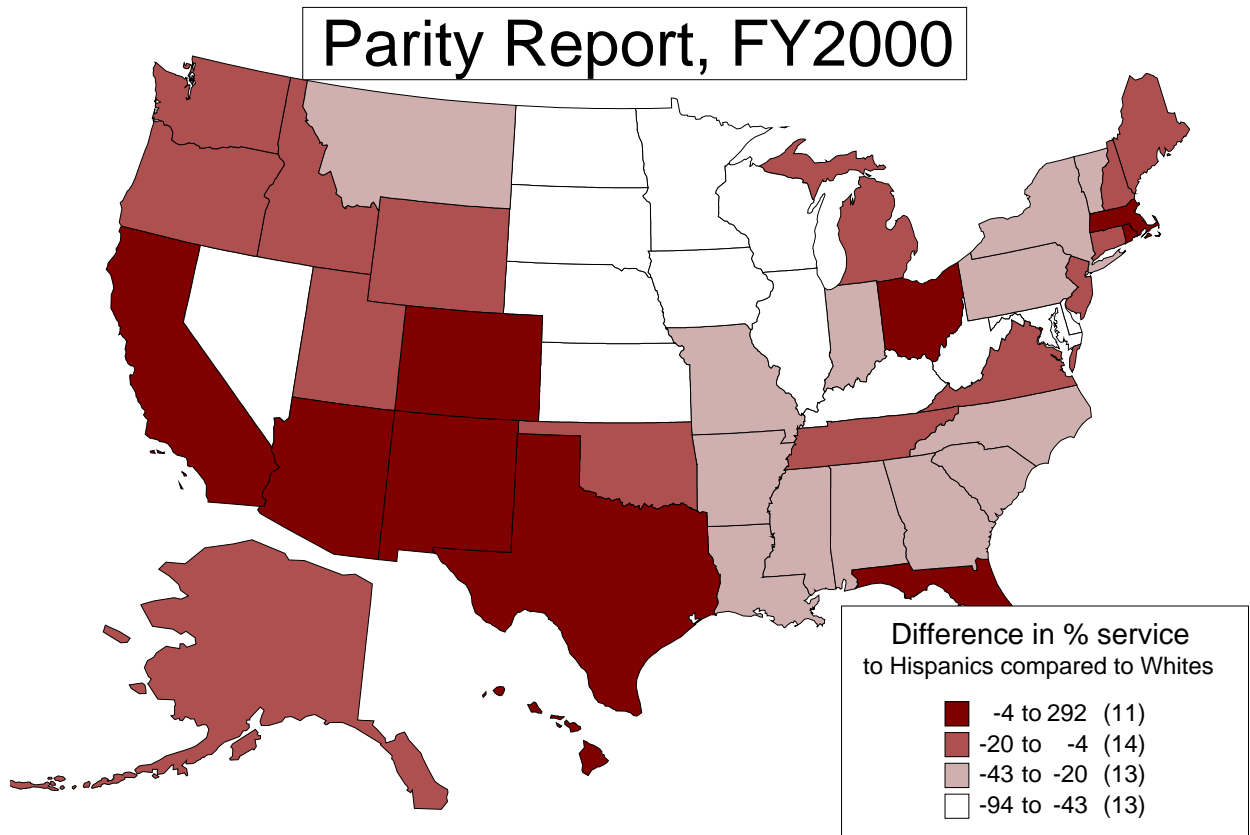 Parity Report, FY2000
Difference in % service
to Hispanics compared to Whites
-4 to 292 (11)
-20 to -4 (14)
-43 to -20 (13)
-94 to -43 (13)